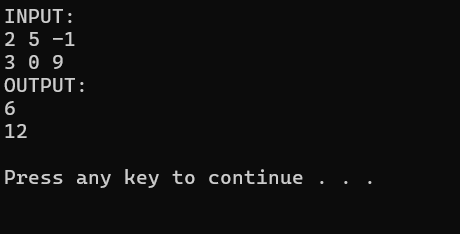 INPUT:
2 5 -1
3 0 9
OUTPUT:
6
12
Press any key to continue . . .